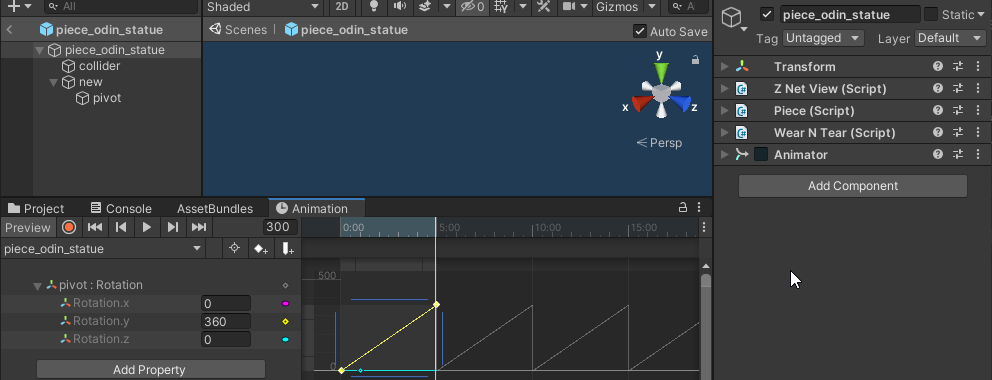 All
Shaded
2D
0
Gizmos
A
piece_odin_statue
Scenes
piece_odin_statue
Auto Save
piece_odin_statue
collider
new
pivot
y
x
z
Persp
piece_odin_statue
Static
Tag Untagged Layer Default
Transform
Z Net View (Script)
Piece (Script)
Wear N Tear (Script)
Animator
Add Component
Project
Console
AssetBundles
Animation
Preview
300
0:00
5:00
10:00
15:00
piece_odin_statue
pivot : Rotation
Rotation.x 0
Rotation.y 360
Rotation.z 0
Add Property
500
0